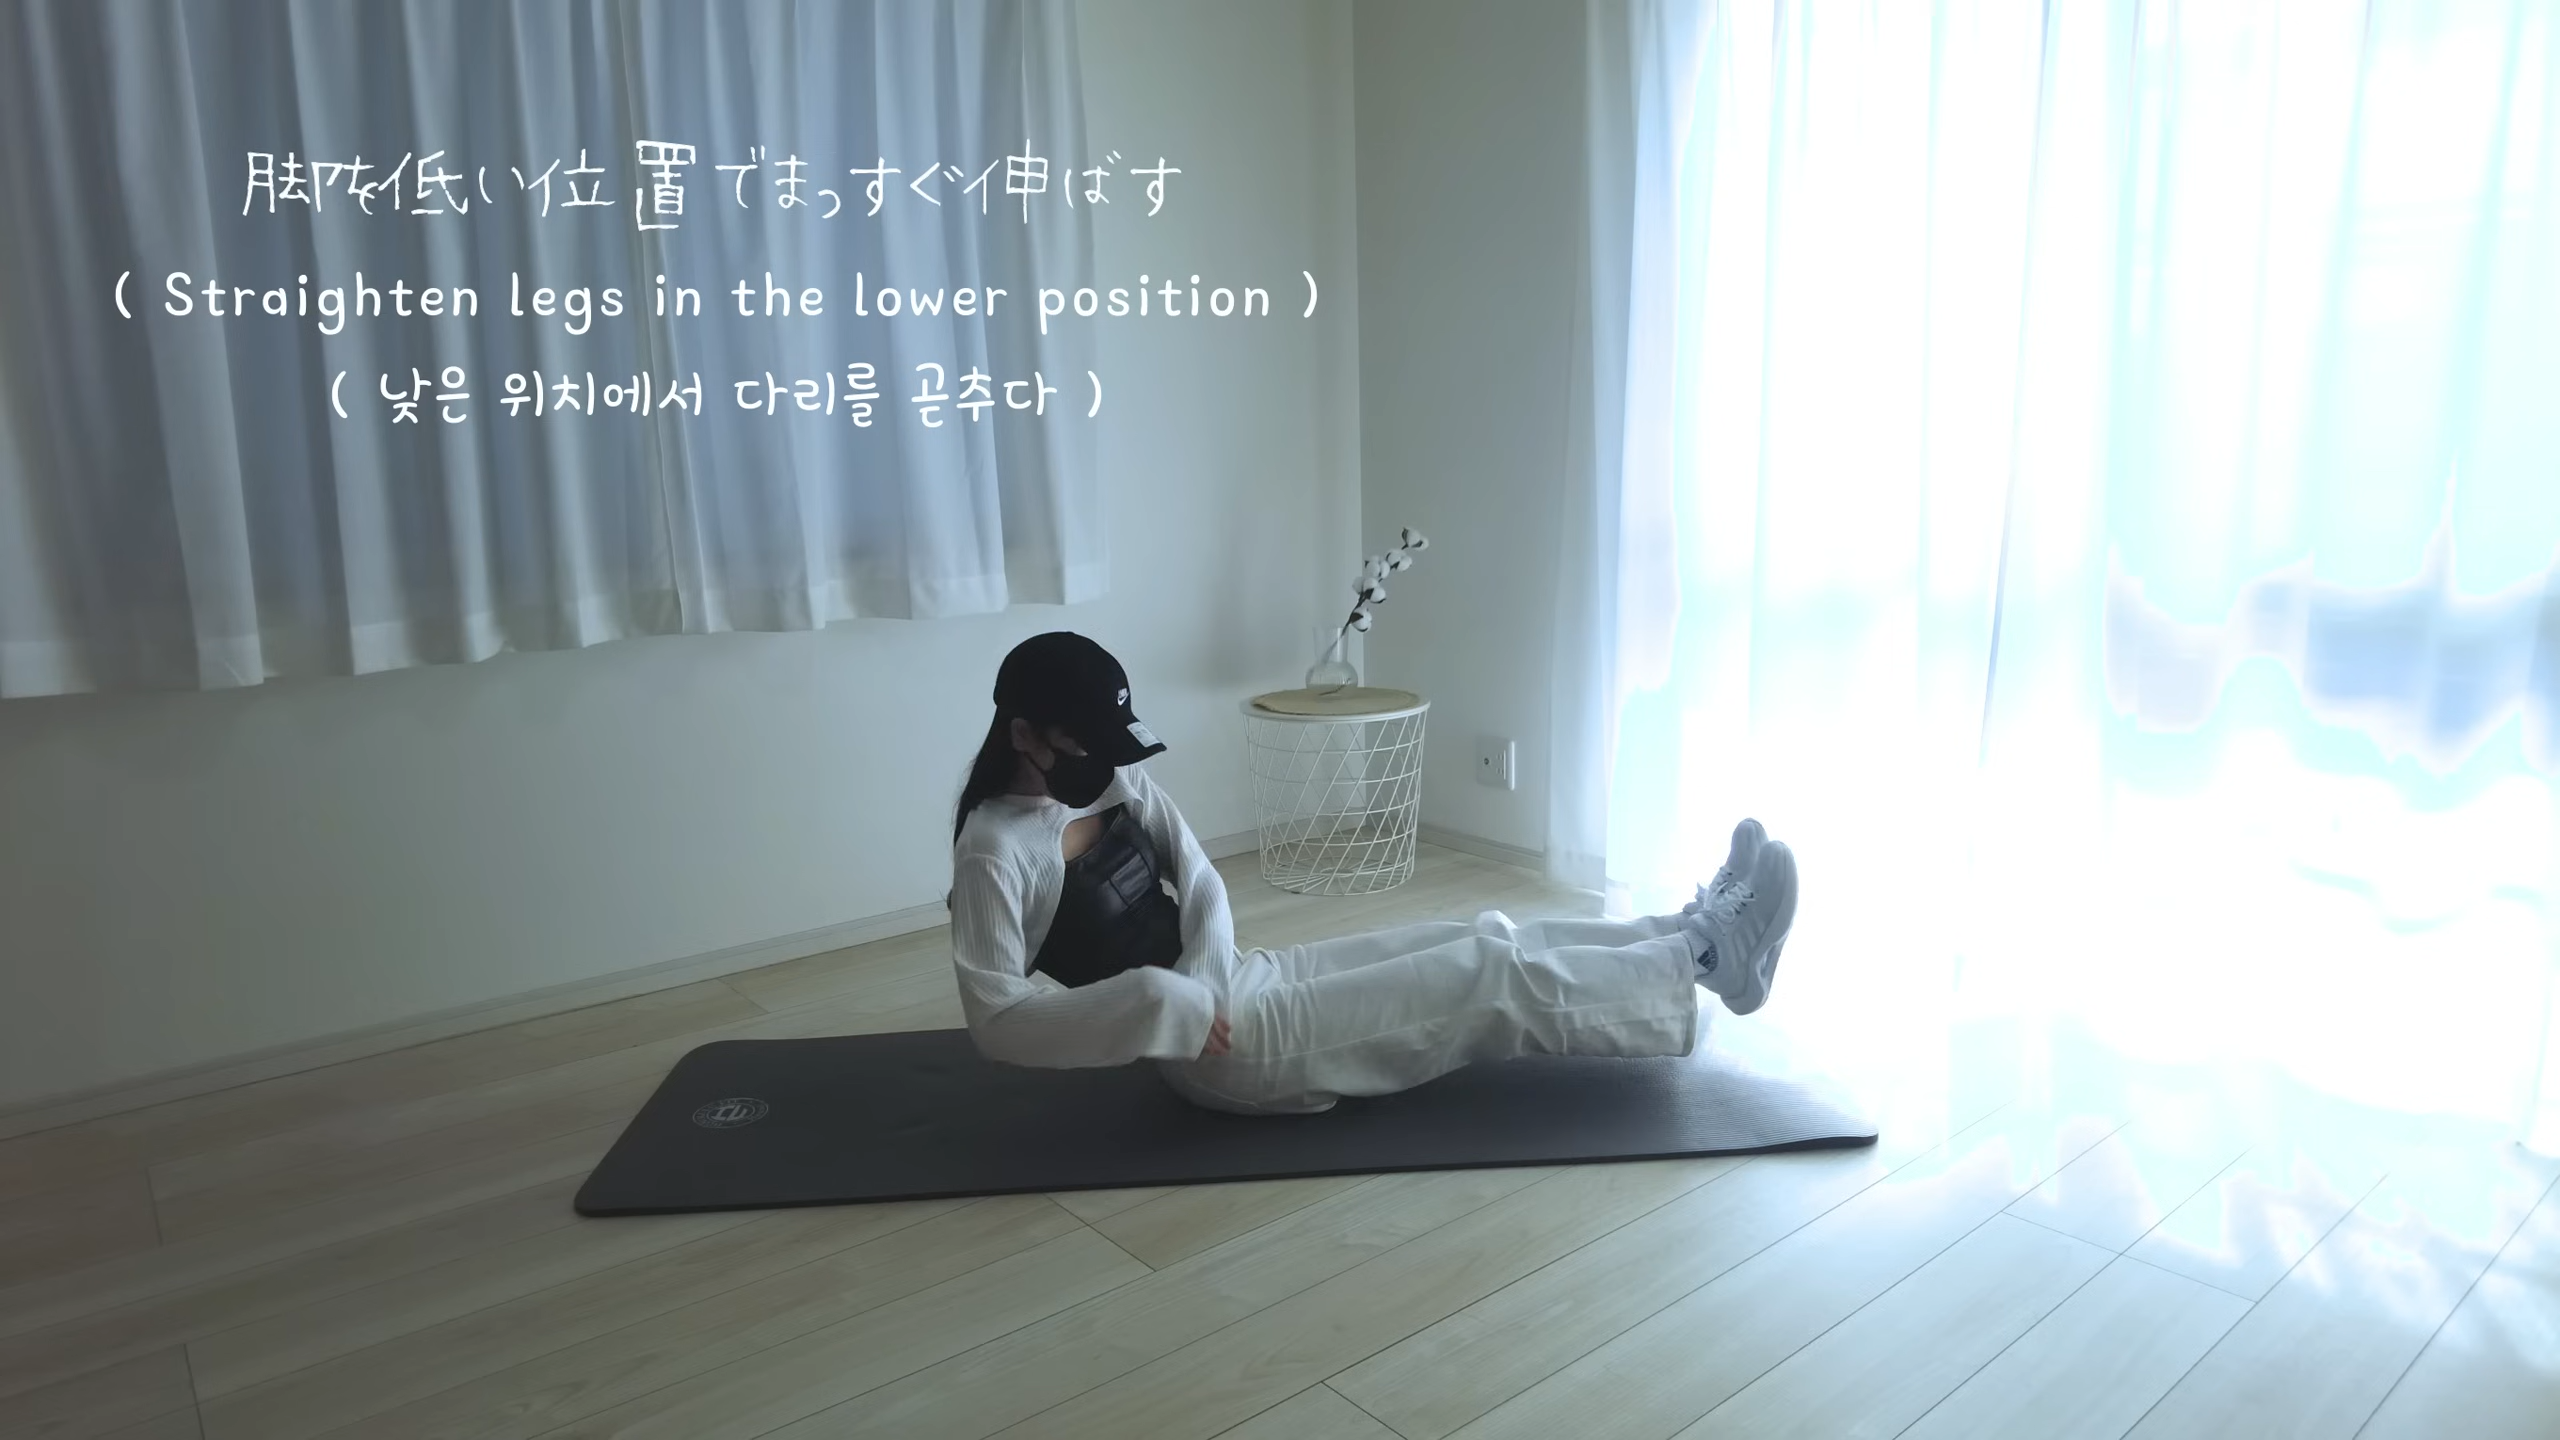 脚を低い位置でまっすぐ伸ばす
( Straighten legs in the lower position )
( 낮은 위치에서 다리를 곧추다 )